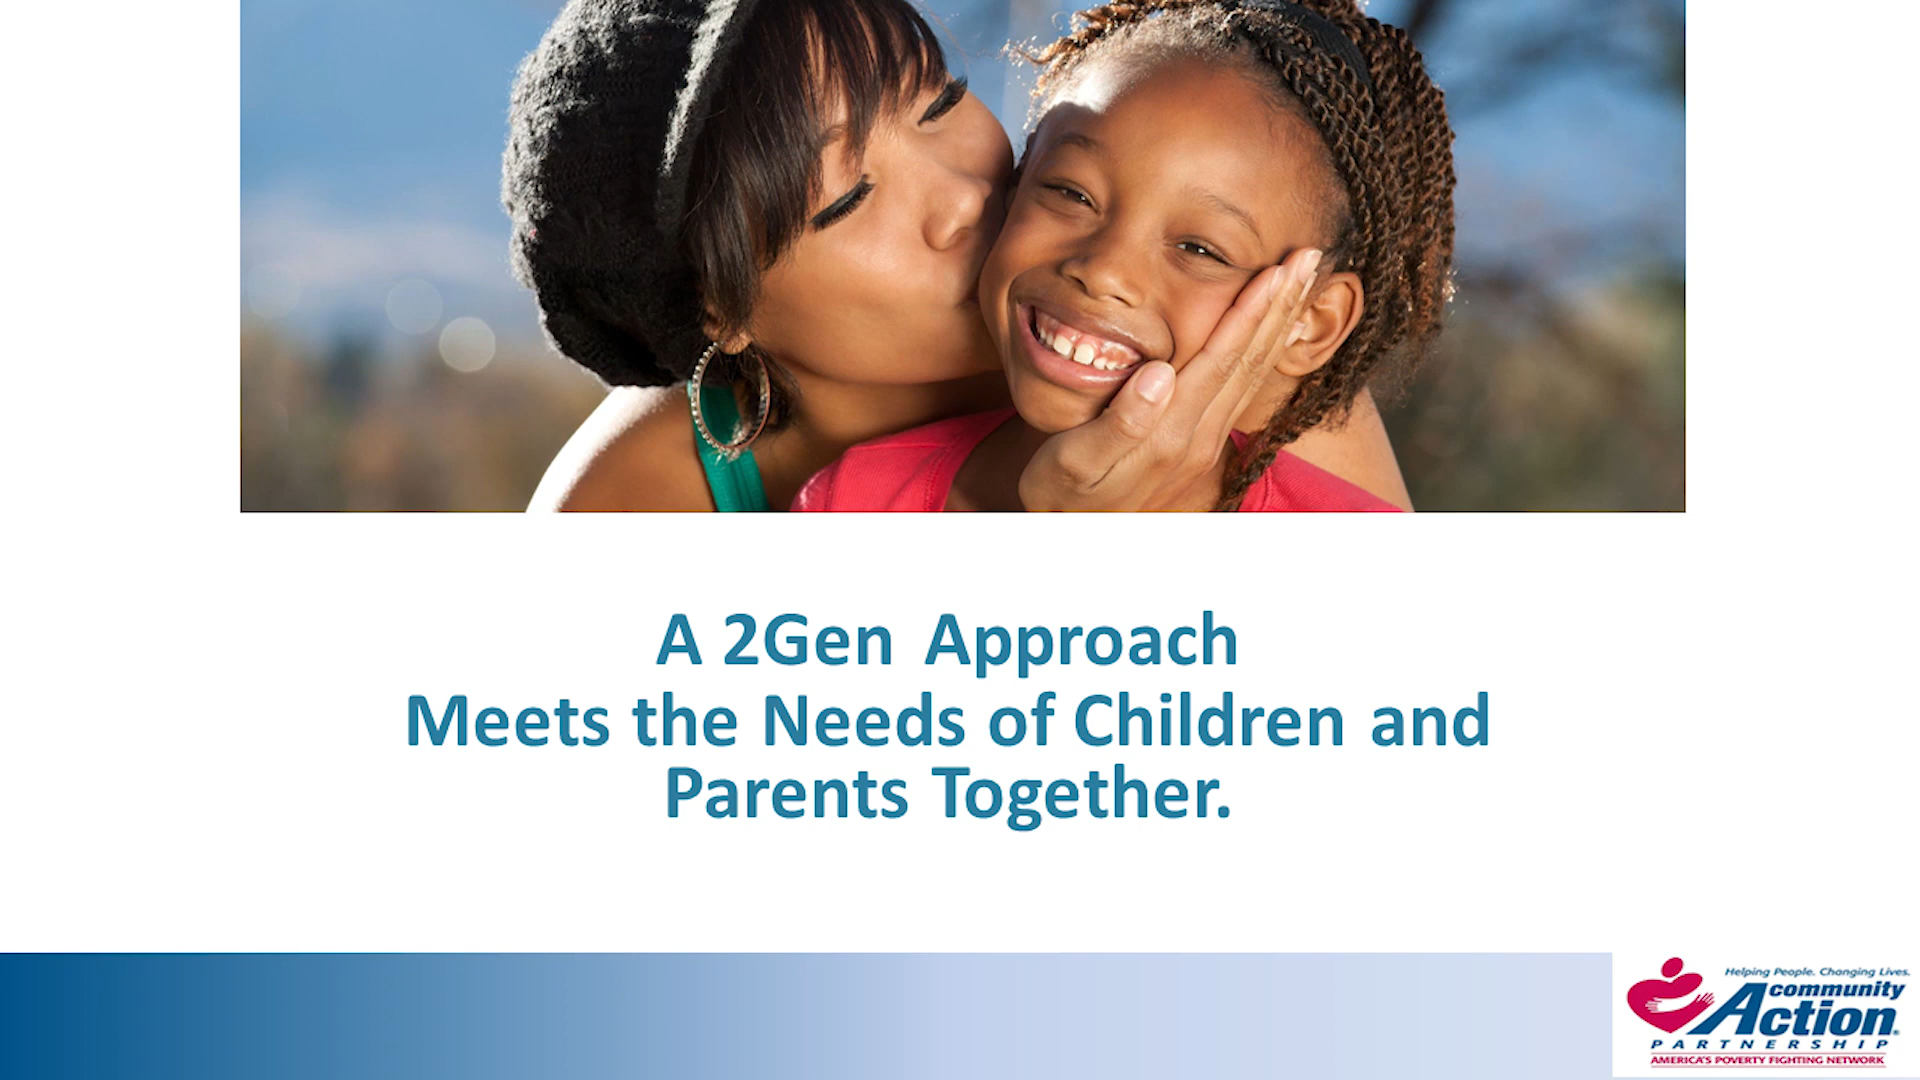 A 2Gen Approach
Meets the Needs of Children and
Parents Together.
Helping People. Changing Lives.
community
Action
PARTNERSHIP
AMERICA'S POVERTY FIGHTING NETWORK